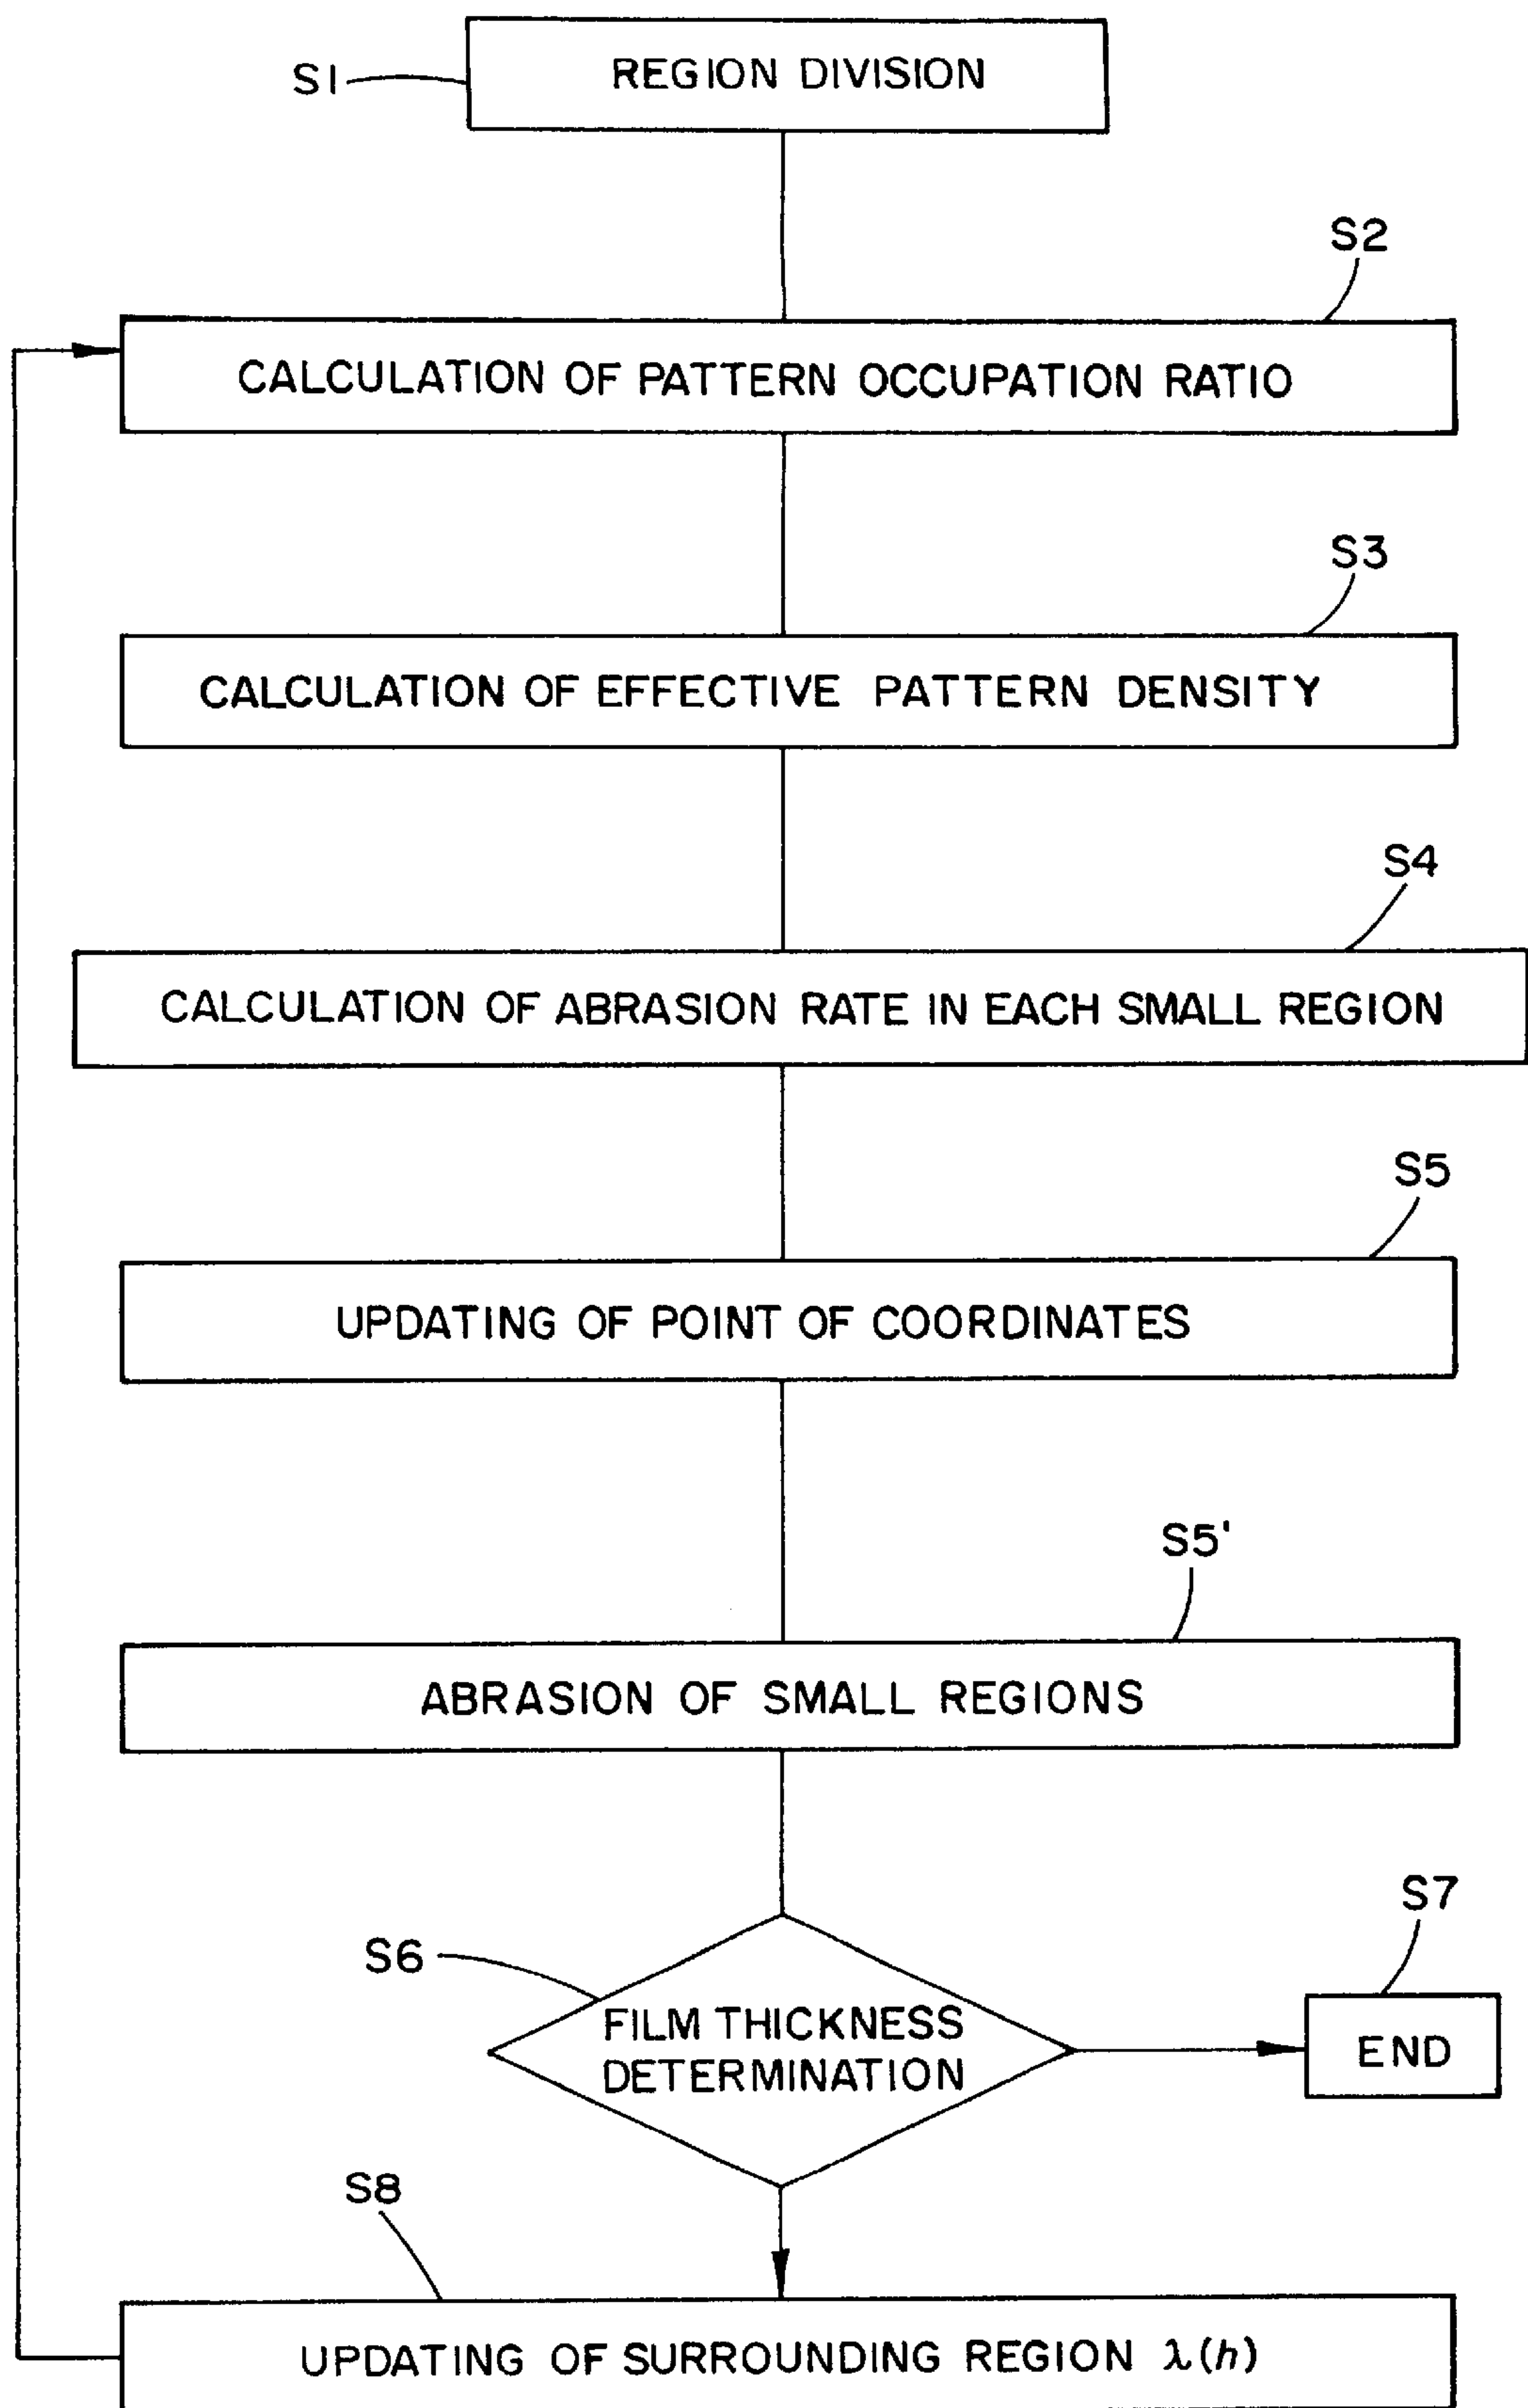 S1
REGION DIVISION
S2
CALCULATION OF PATTERN OCCUPATION RATIO
S3
CALCULATION OF EFFECTIVE PATTERN DENSITY
S4
CALCULATION OF ABRASION RATE IN EACH SMALL REGION
S5
UPDATING OF POINT OF COORDINATES
S5'
ABRASION OF SMALL REGIONS
S6
FILM THICKNESS
DETERMINATION
S7
END
S8
UPDATING OF SURROUNDING REGION λ(h)